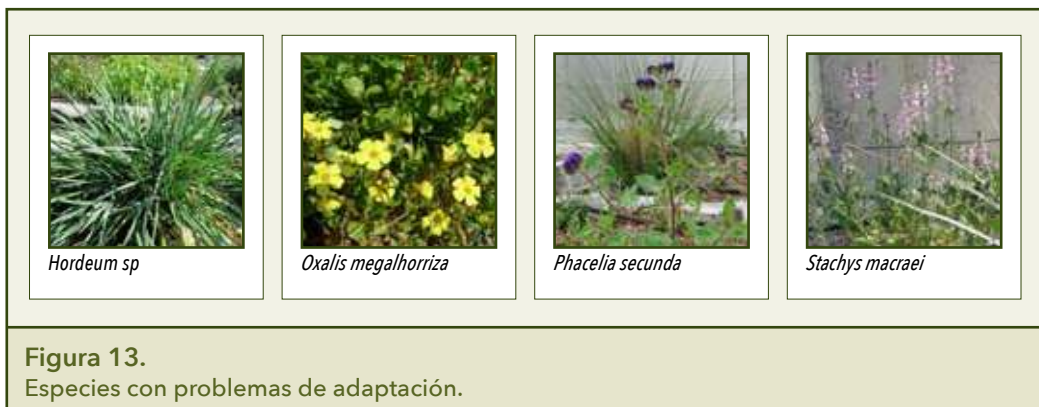 Hordeum sp
Oxalis megalhorriza
Phacelia secunda
Stachys macraei
Figura 13.
Especies con problemas de adaptación.